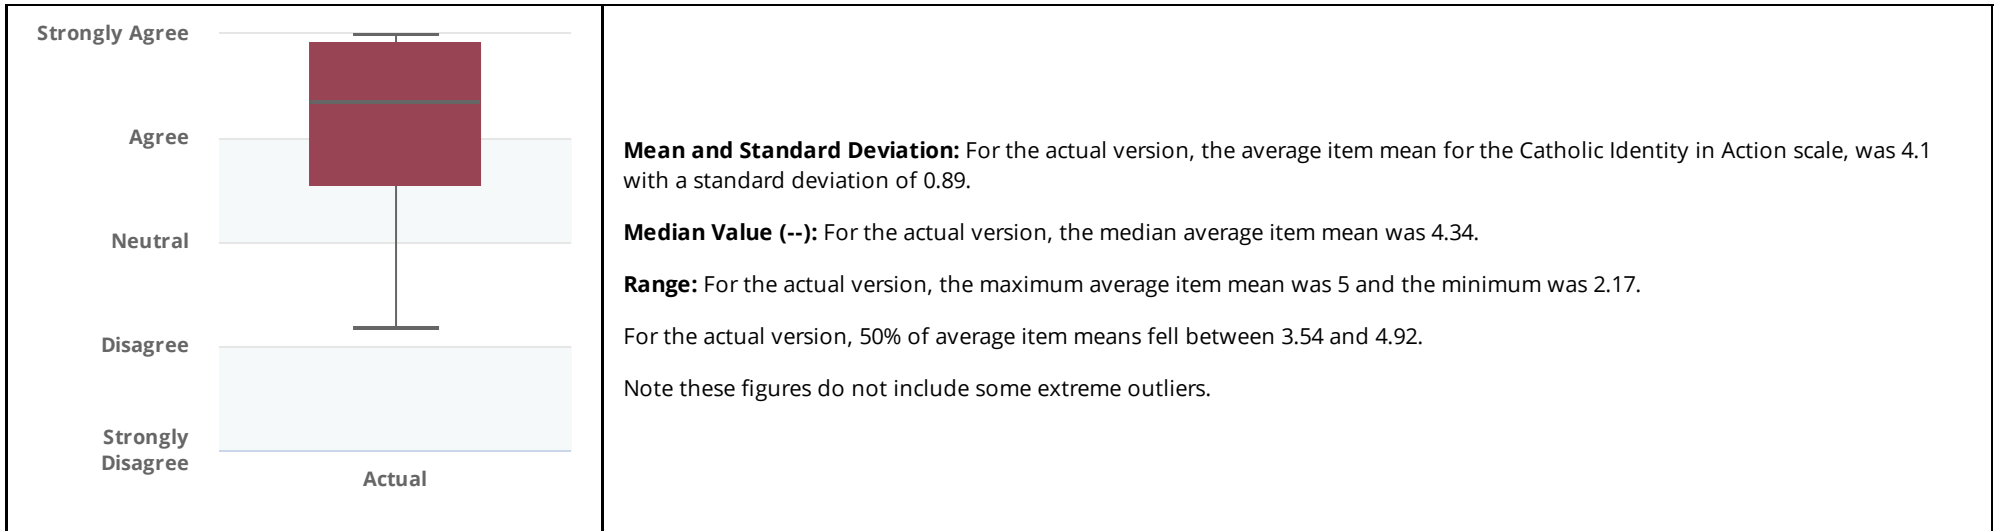 Strongly Agree
Agree
Neutral
Disagree
Strongly
Disagree
Actual
Mean and Standard Deviation: For the actual version, the average item mean for the Catholic Identity in Action scale, was 4.1
with a standard deviation of 0.89.
Median Value (--): For the actual version, the median average item mean was 4.34.
Range: For the actual version, the maximum average item mean was 5 and the minimum was 2.17.
For the actual version, 50% of average item means fell between 3.54 and 4.92.
Note these figures do not include some extreme outliers.